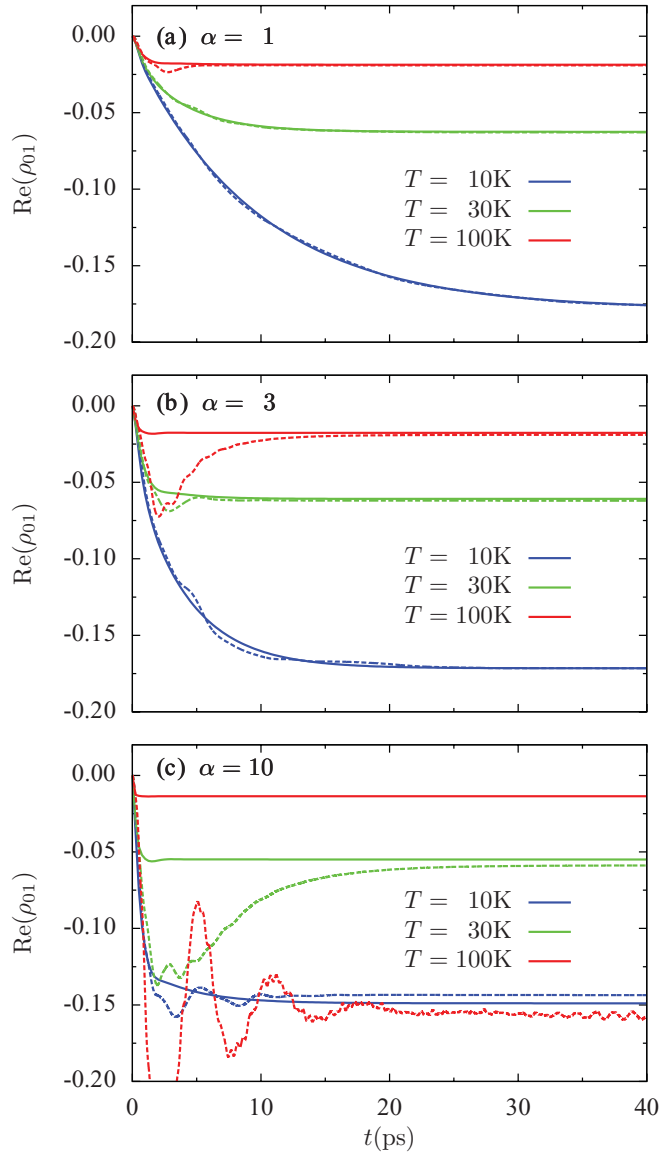 0.00
(a) α = 1
-0.05
-0.10
-0.15
-0.20
Re(ρ01)
T = 10K
T = 30K
T = 100K
0.00
(b) α = 3
-0.05
-0.10
-0.15
-0.20
Re(ρ01)
T = 10K
T = 30K
T = 100K
0.00
(c) α = 10
-0.05
-0.10
-0.15
-0.20
Re(ρ01)
T = 10K
T = 30K
T = 100K
0 10 20 30 40
t(ps)